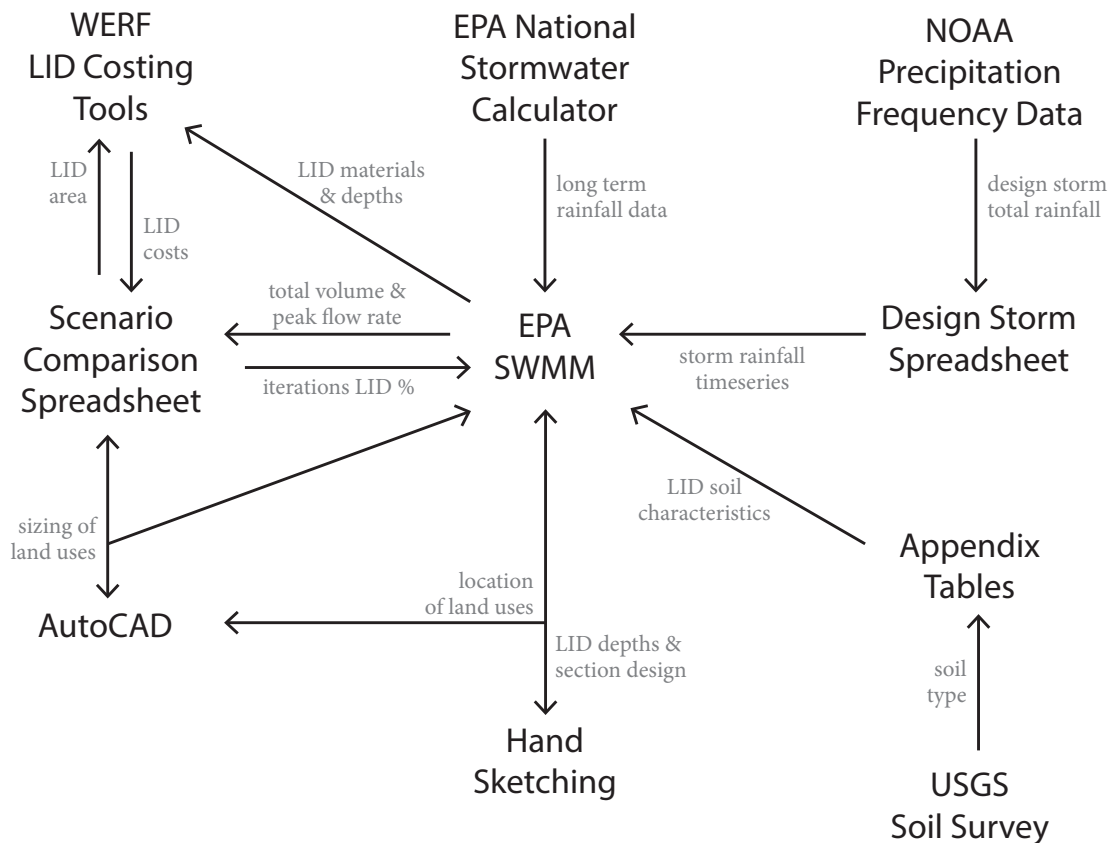 WERF
LID Costing
Tools
EPA National
Stormwater
Calculator
NOAA
Precipitation
Frequency Data
LID
area
LID
costs
LID materials
& depths
long term
rainfall data
design storm
total rainfall
Scenario
Comparison
Spreadsheet
total volume &
peak flow rate
iterations LID %
EPA
SWMM
storm rainfall
timeseries
Design Storm
Spreadsheet
LID soil
characteristics
sizing of
land uses
AutoCAD
location
of land uses
LID depths &
section design
Appendix
Tables
soil
type
Hand
Sketching
USGS
Soil Survey